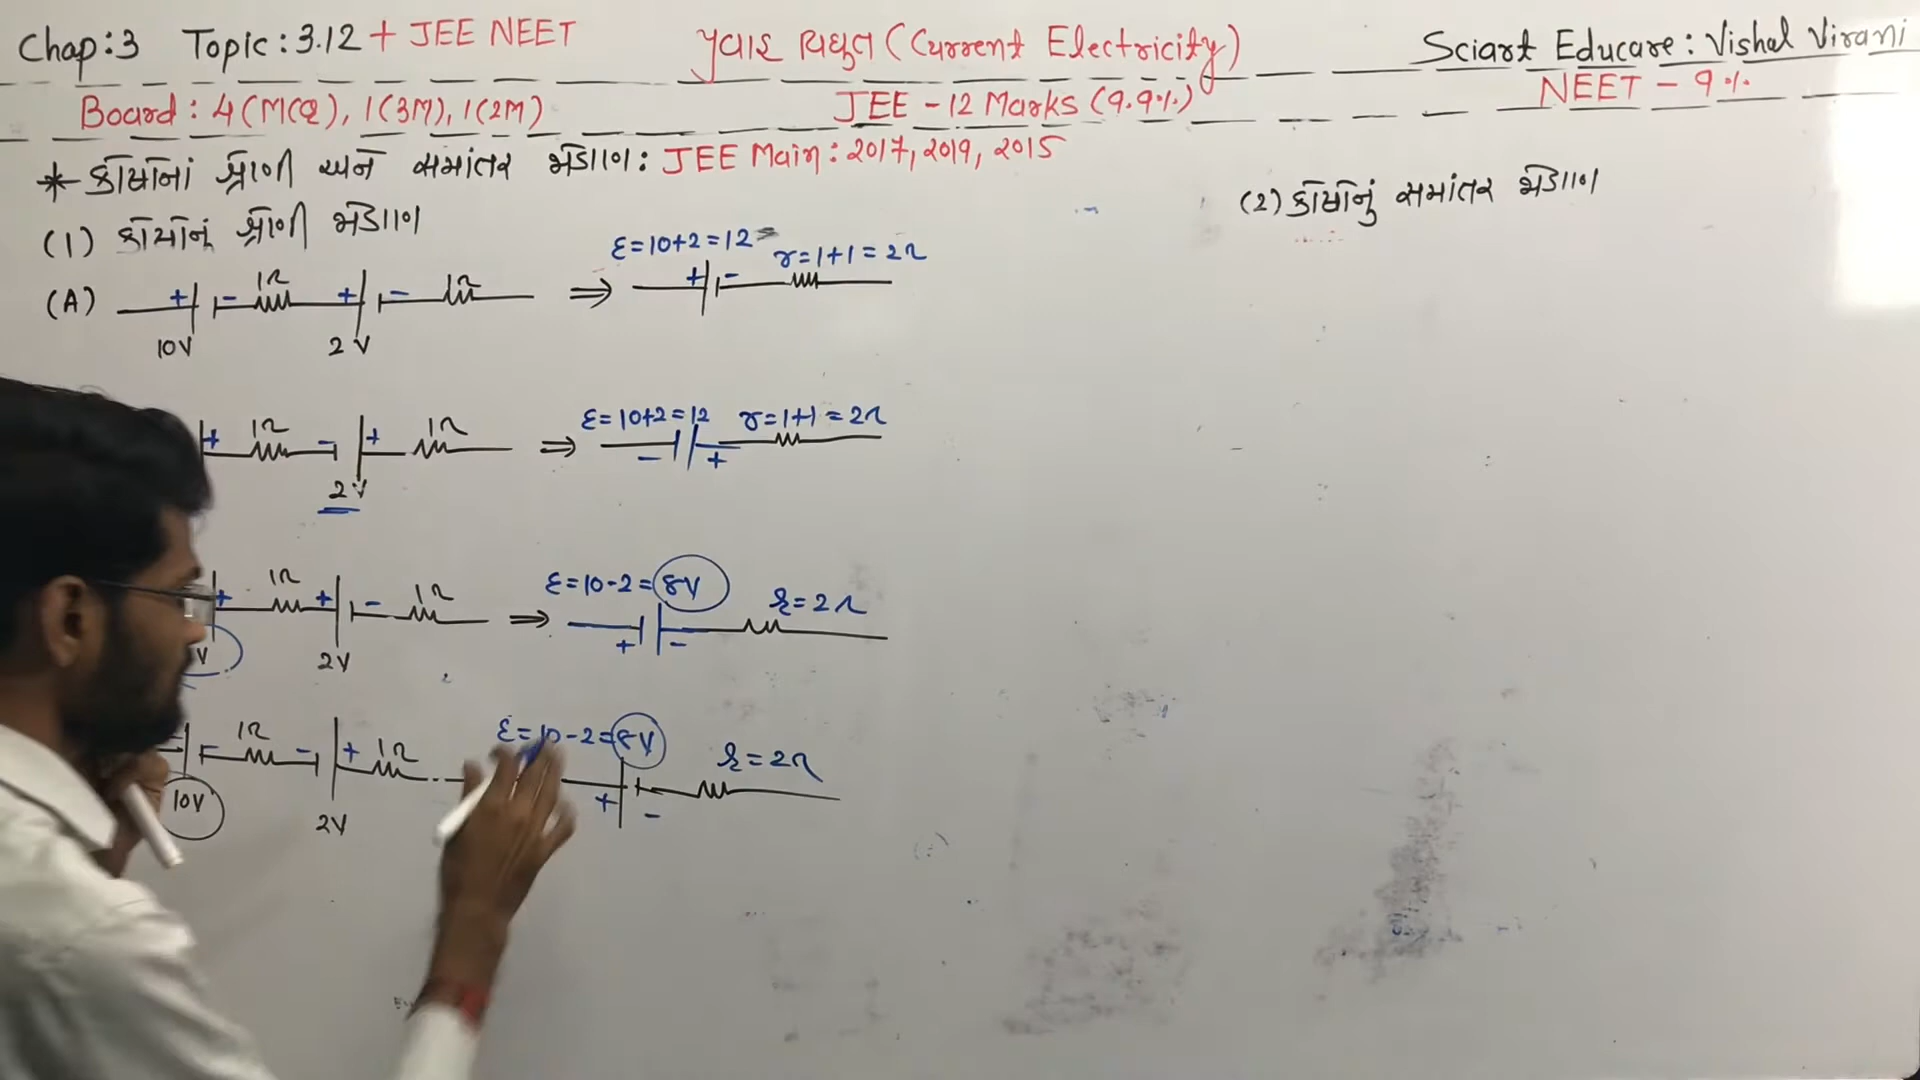 Chap:3 Topic:3.12 + JEE NEET
પ્રવાહ વિદ્યુત (Current Electricity)
Sciart Educare: Vishal Virani
Board: 4(MCQ), 1(3M), 1(2M)
JEE - 12 Marks (9.9%)
NEET - 9%
* કોષોનાં શ્રેણી અને સમાંતર જોડાણ: JEE Main: 2017, 2019, 2015
(1) કોષોનું શ્રેણી જોડાણ
(2) કોષોનું સમાંતર જોડાણ
ε=10+2=12
r=1+1=2Ω
(A) + - 1Ω + - 1Ω ⇒ + -
10V 2V
ε=10+2=12 r=1+1=2Ω
+ 1Ω - + 1Ω ⇒ - +
2V
ε=10-2=8V
r=2Ω
+ 1Ω + - 1Ω ⇒ + -
V 2V
ε=10-2=8V
r=2Ω
1Ω - + 1Ω + -
10V 2V